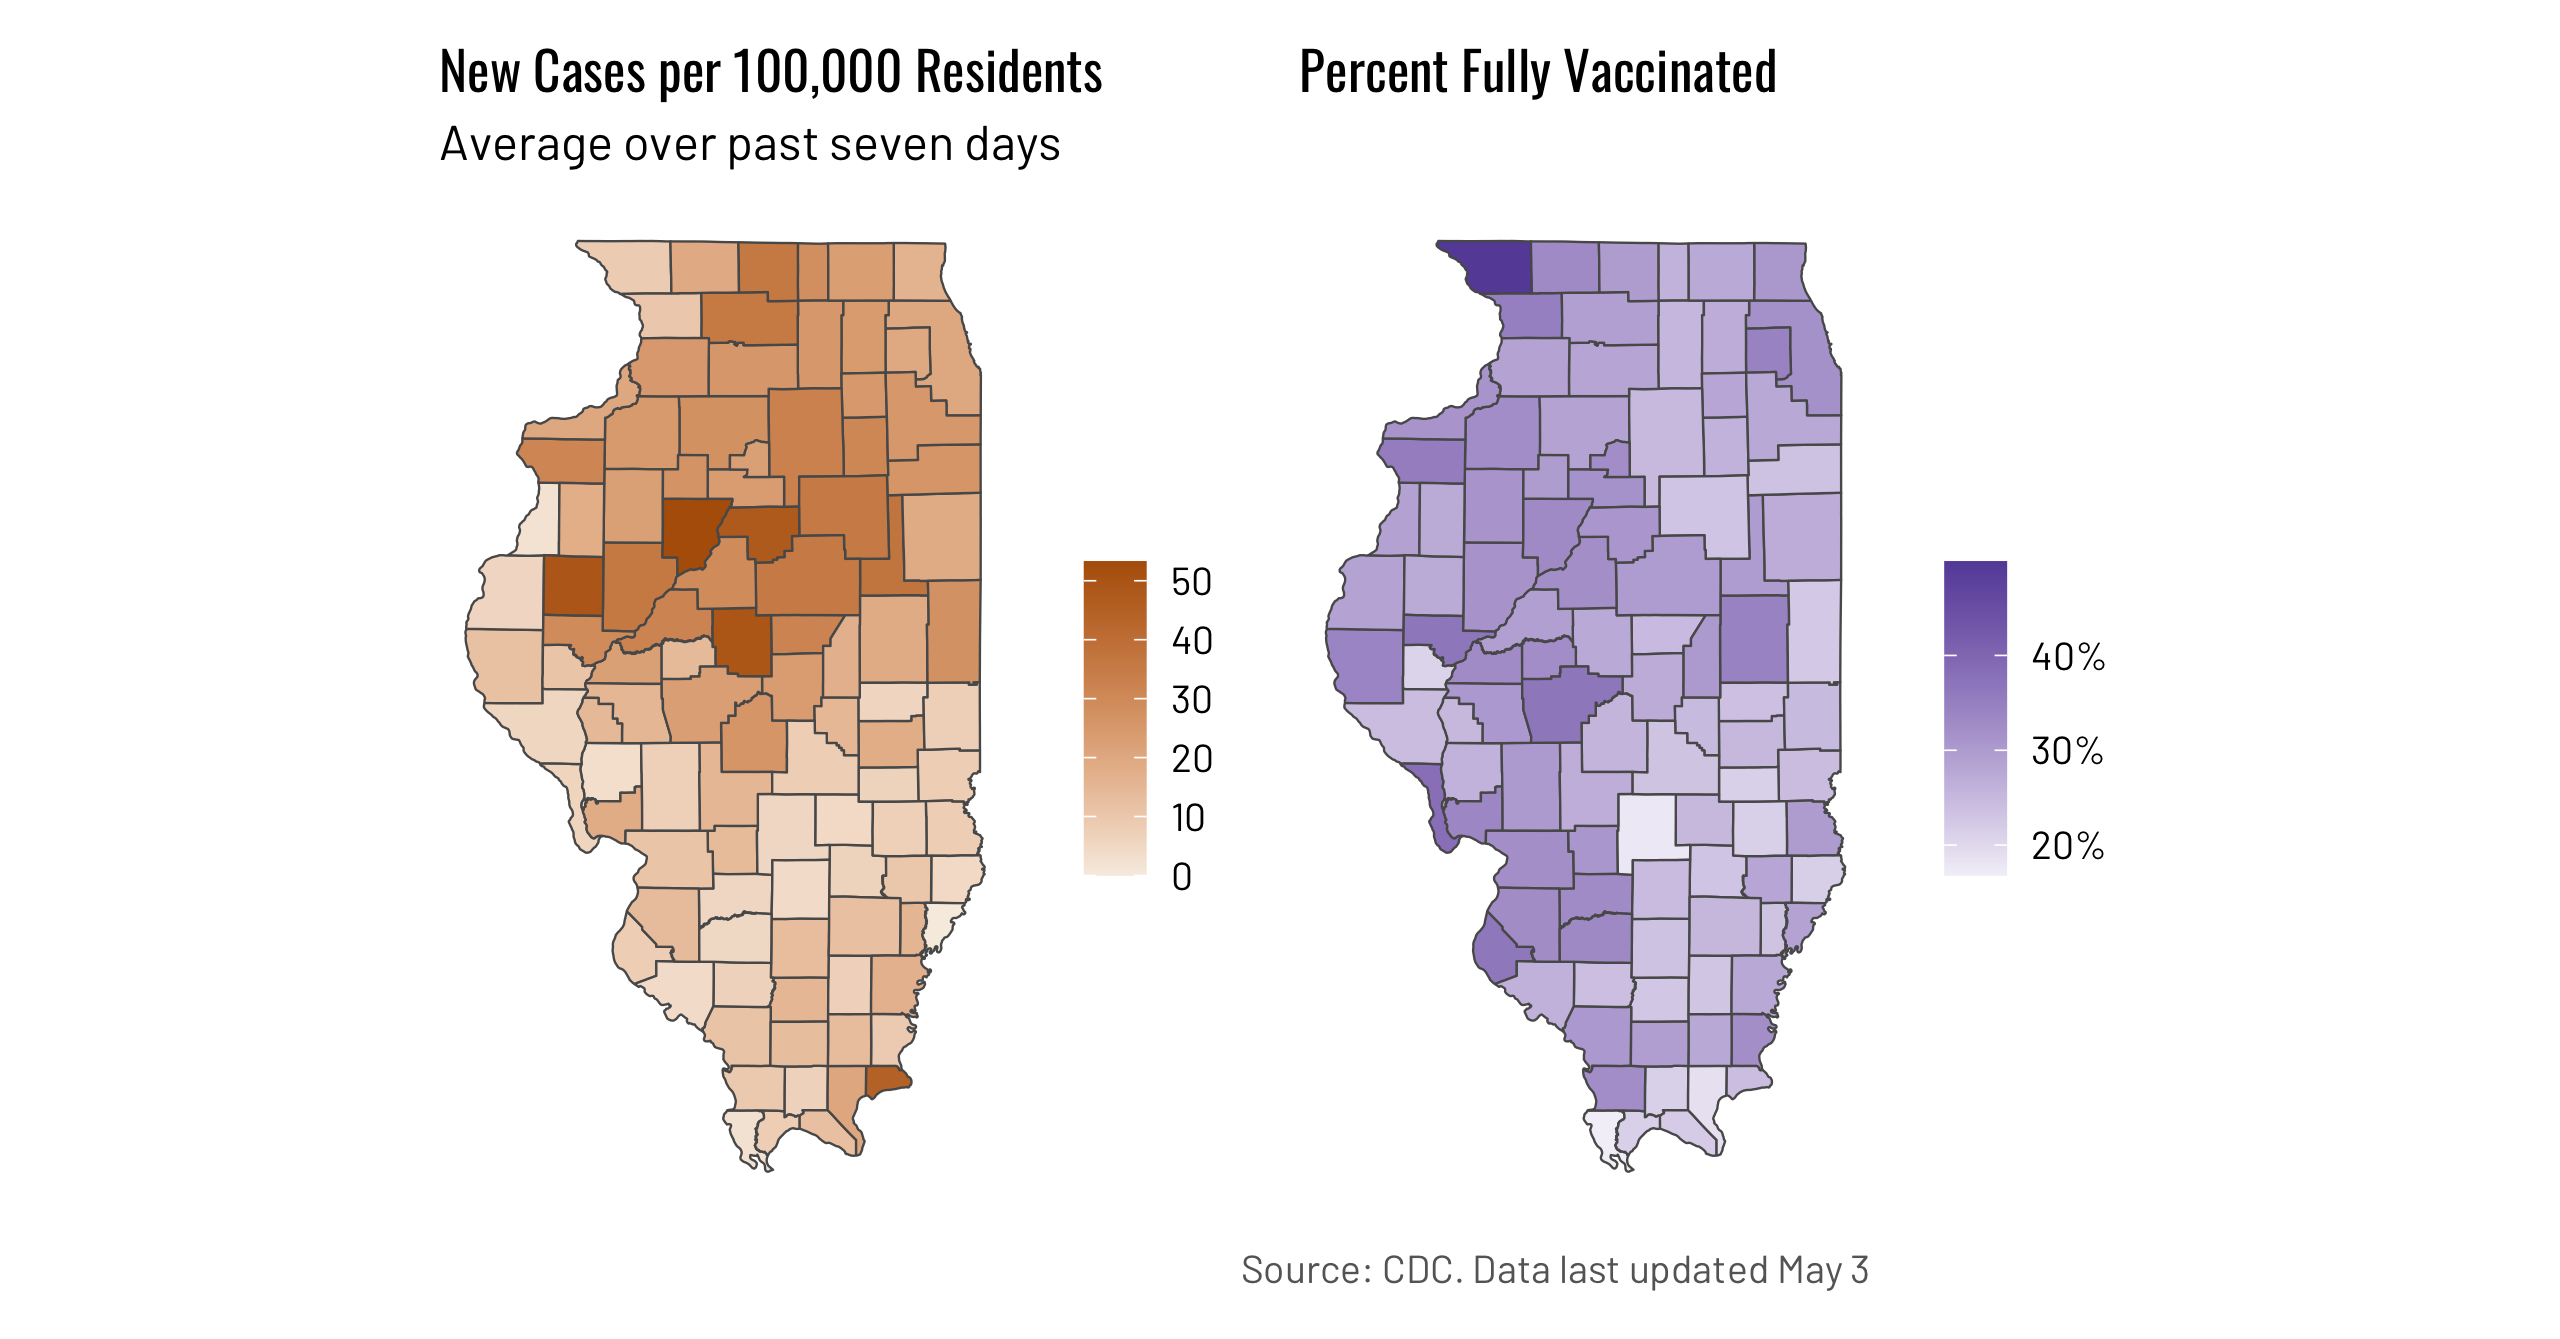 New Cases per 100,000 Residents
Average over past seven days
50
40
30
20
10
0
Percent Fully Vaccinated
40%
30%
20%
Source: CDC. Data last updated May 3